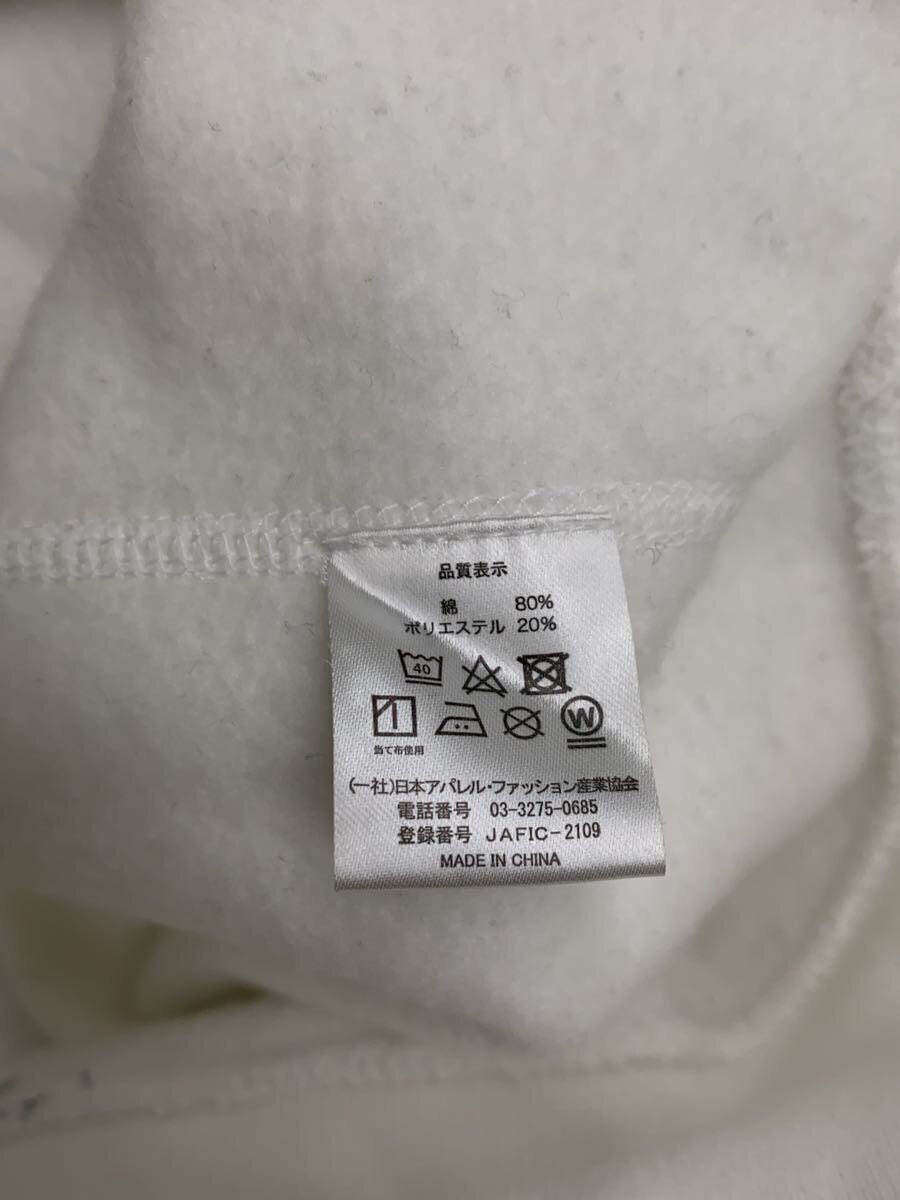 品質表示
綿 80%
ポリエステル 20%
40
W
当て布使用
(一社)日本アパレル・ファッション産業協会
電話番号 03-3275-0685
登録番号 JAFIC-2109
MADE IN CHINA